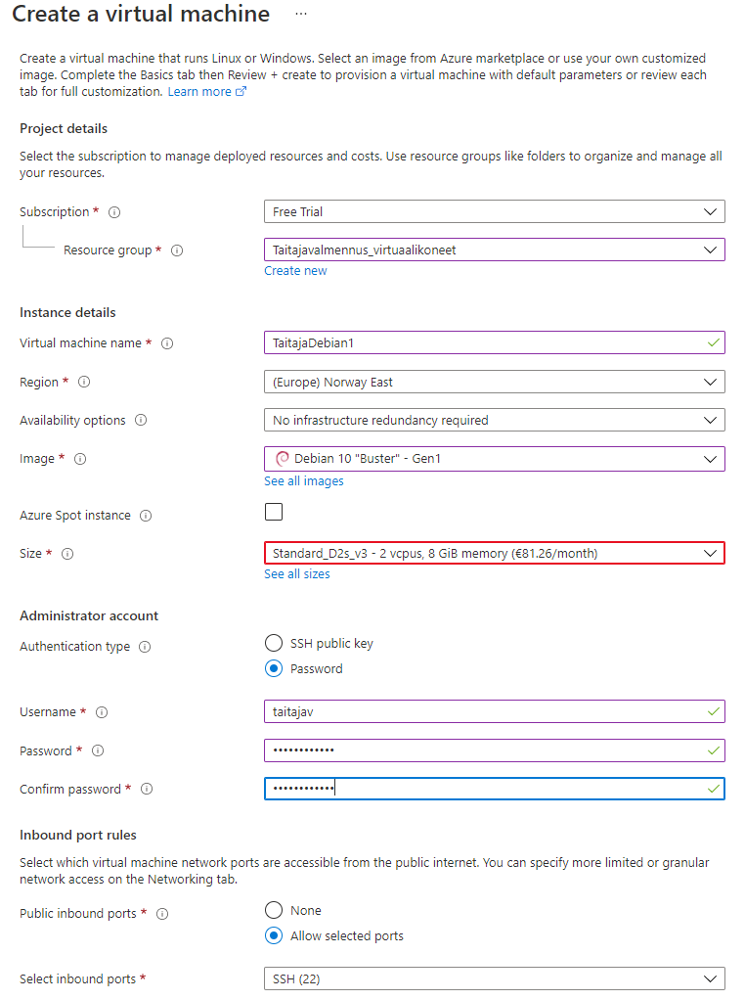 Create a virtual machine ...
Create a virtual machine that runs Linux or Windows. Select an image from Azure marketplace or use your own customized
image. Complete the Basics tab then Review + create to provision a virtual machine with default parameters or review each
tab for full customization. Learn more
Project details
Select the subscription to manage deployed resources and costs. Use resource groups like folders to organize and manage all
your resources.
Subscription * Free Trial
Resource group * Taitajavalmennus_virtuaalikoneet
Create new
Instance details
Virtual machine name * TaitajaDebian1
Region * (Europe) Norway East
Availability options No infrastructure redundancy required
Image * Debian 10 "Buster" - Gen1
See all images
Azure Spot instance
Size * Standard_D2s_v3 - 2 vcpus, 8 GiB memory (€81.26/month)
See all sizes
Administrator account
Authentication type SSH public key
Password
Username * taitajav
Password * ••••••••••••
Confirm password * ••••••••••••
Inbound port rules
Select which virtual machine network ports are accessible from the public internet. You can specify more limited or granular
network access on the Networking tab.
Public inbound ports * None
Allow selected ports
Select inbound ports * SSH (22)